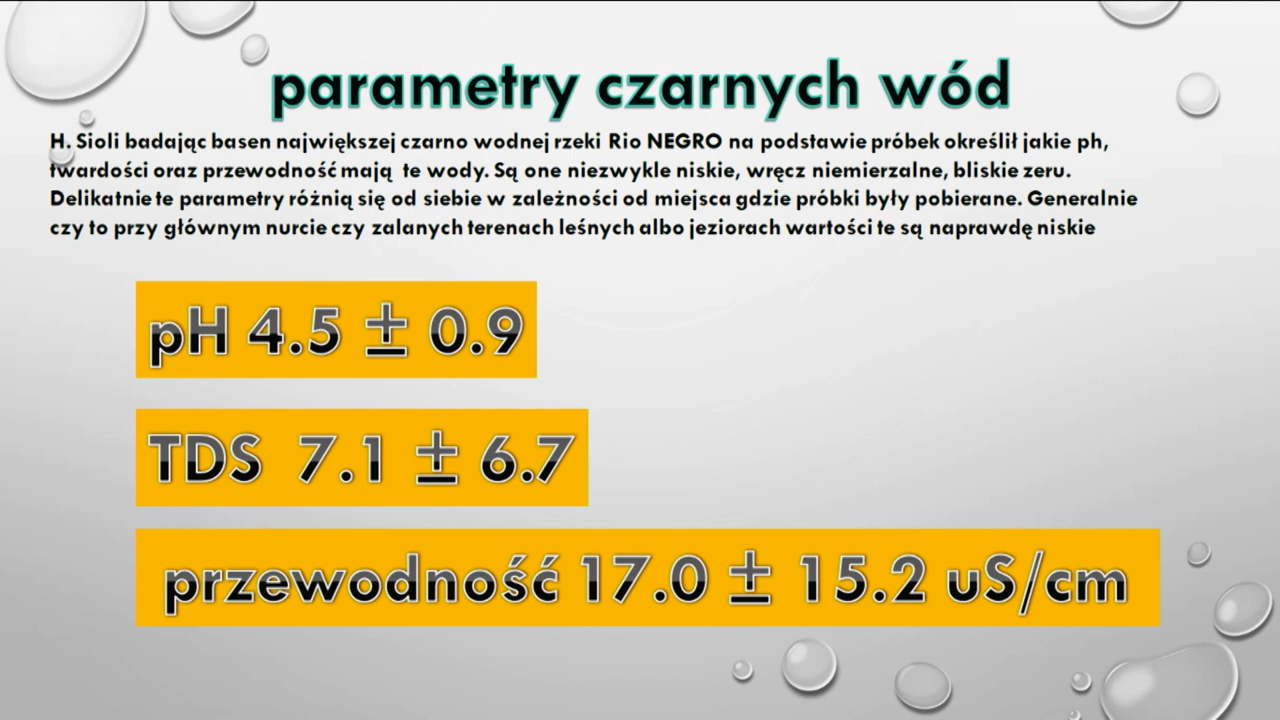 parametry czarnych wód
H. Sioli badając basen największej czarno wodnej rzeki Rio NEGRO na podstawie próbek określił jakie ph,
twardości oraz przewodność mają te wody. Są one niezwykle niskie, wręcz niemierzalne, bliskie zeru.
Delikatnie te parametry różnią się od siebie w zależności od miejsca gdzie próbki były pobierane. Generalnie
czy to przy głównym nurcie czy zalanych terenach leśnych albo jeziorach wartości te są naprawdę niskie
pH 4.5 ± 0.9
TDS 7.1 ± 6.7
przewodność 17.0 ± 15.2 uS/cm